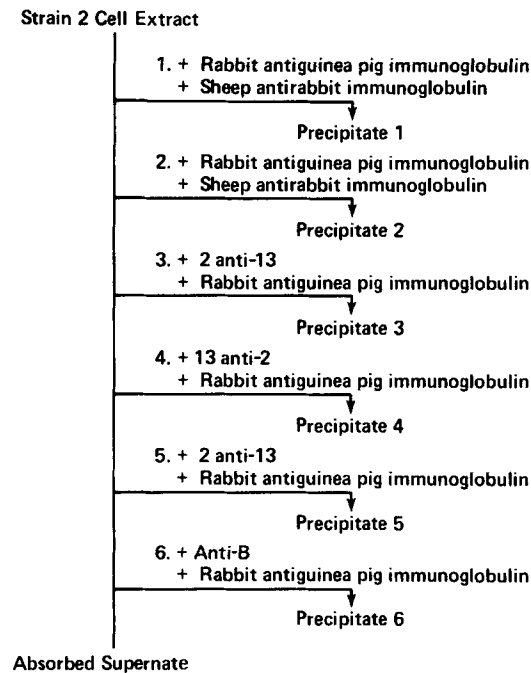 Strain 2 Cell Extract
1. + Rabbit antiguinea pig immunoglobulin
+ Sheep antirabbit immunoglobulin
Precipitate 1
2. + Rabbit antiguinea pig immunoglobulin
+ Sheep antirabbit immunoglobulin
Precipitate 2
3. + 2 anti-13
+ Rabbit antiguinea pig immunoglobulin
Precipitate 3
4. + 13 anti-2
+ Rabbit antiguinea pig immunoglobulin
Precipitate 4
5. + 2 anti-13
+ Rabbit antiguinea pig immunoglobulin
Precipitate 5
6. + Anti-B
+ Rabbit antiguinea pig immunoglobulin
Precipitate 6
Absorbed Supernate